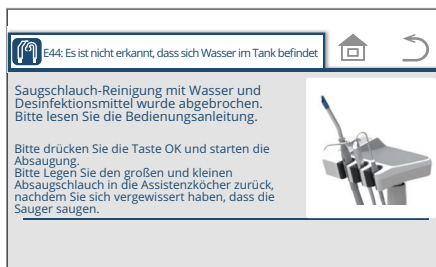 E44: Es ist nicht erkannt, dass sich Wasser im Tank befindet
Saugschlauch-Reinigung mit Wasser und
Desinfektionsmittel wurde abgebrochen.
Bitte lesen Sie die Bedienungsanleitung.
Bitte drücken Sie die Taste OK und starten die
Absaugung.
Bitte Legen Sie den großen und kleinen
Absaugschlauch in die Assistenzköcher zurück,
nachdem Sie sich vergewissert haben, dass die
Sauger saugen.